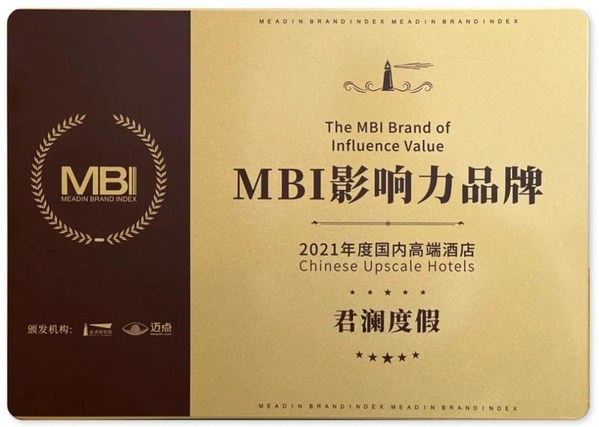 MEADIN BRANDINDEX MEADIN BRANDINDEX
The MBI Brand of
Influence Value
MBI影响力品牌
2021年度国内高端酒店
Chinese Upscale Hotels
君澜度假
MBI
MEADIN BRAND INDEX
颁发机构：
迈点
MEADIN BRANDINDEX MEADIN BRANDINDEX